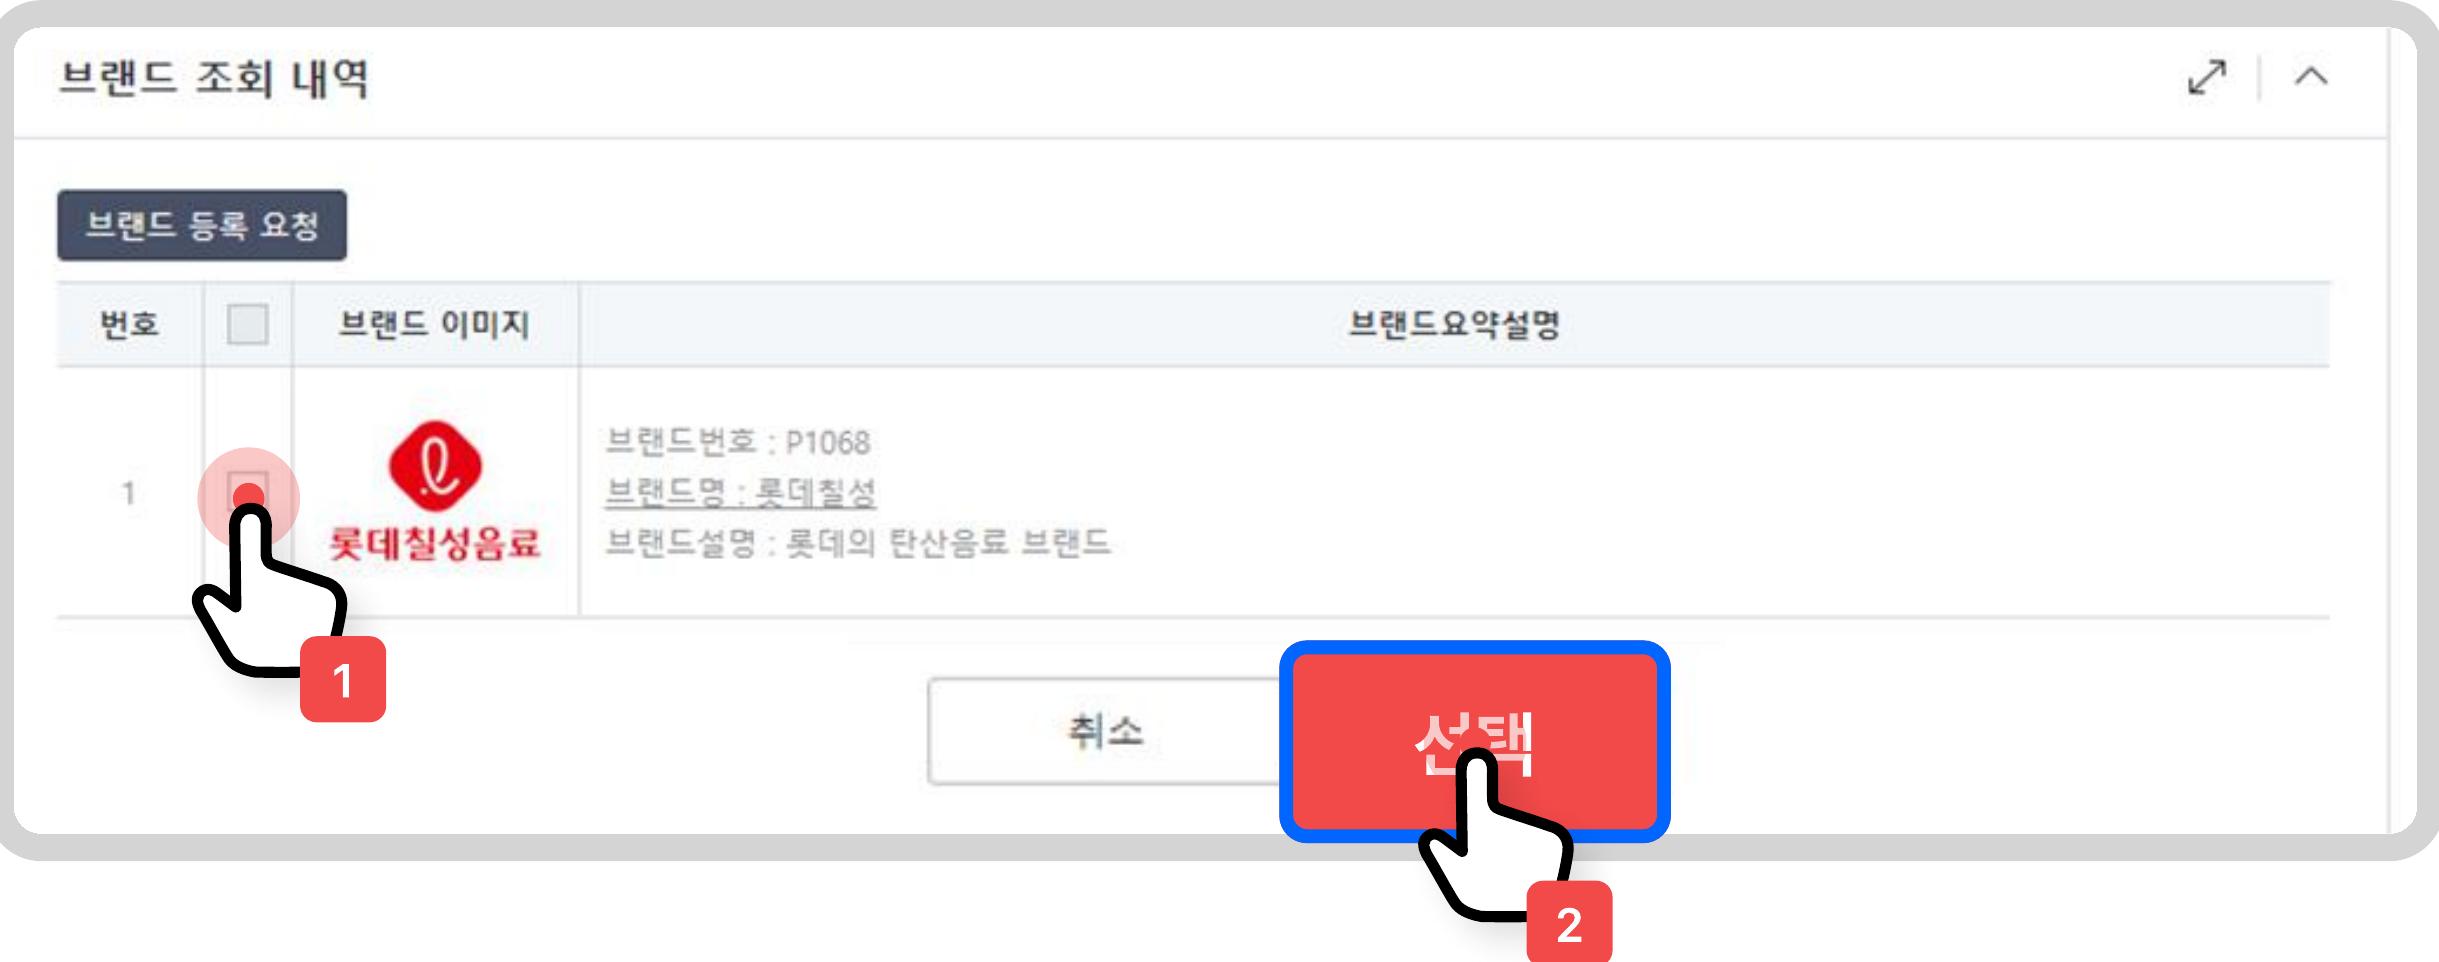 브랜드 조회 내역
브랜드 등록 요청
번호 브랜드 이미지 브랜드요약설명
1
롯데칠성음료
브랜드번호 : P1068
브랜드명 : 롯데칠성
브랜드설명 : 롯데의 탄산음료 브랜드
1
취소 선택
2